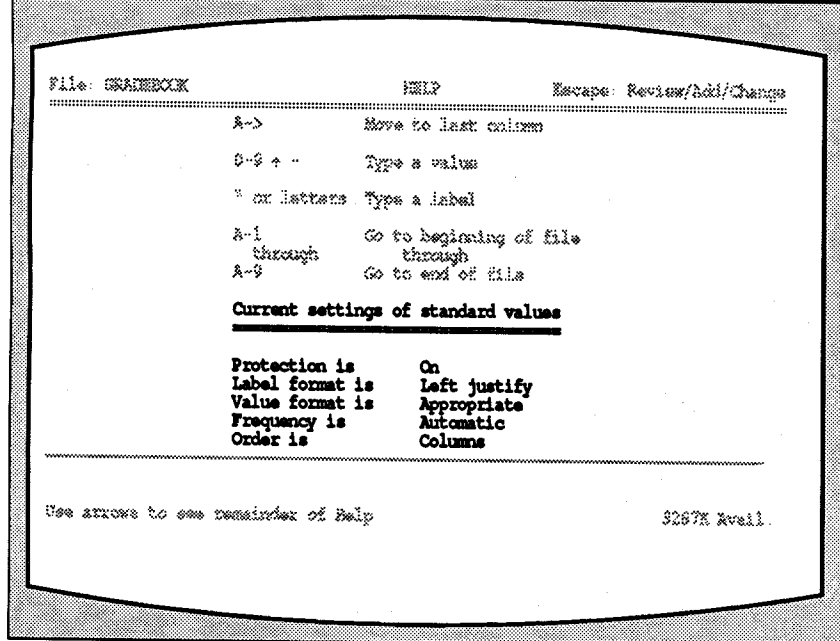 File: GRADEBOOK HELP Escape: Review/Add/Change
A-> Move to last column
0-9 + - Type a value
" or letters Type a label
A-1 Go to beginning of file
through through
A-9 Go to end of file
Current settings of standard values
Protection is On
Label format is Left justify
Value format is Appropriate
Frequency is Automatic
Order is Columns
Use arrows to see remainder of Help Avail.